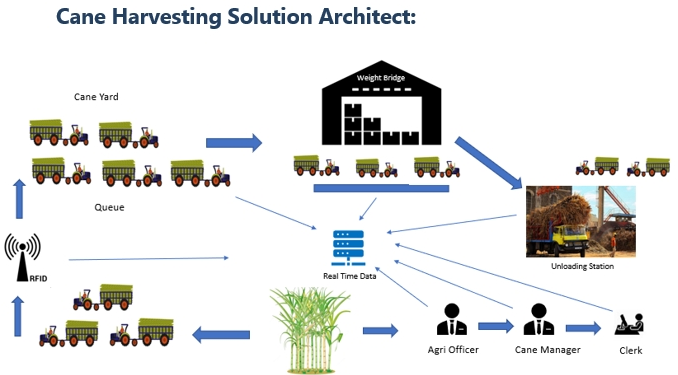 Cane Harvesting Solution Architect:
Weight Bridge
Cane Yard
Queue
RFID
Real Time Data
Unloading Station
Agri Officer
Cane Manager
Clerk